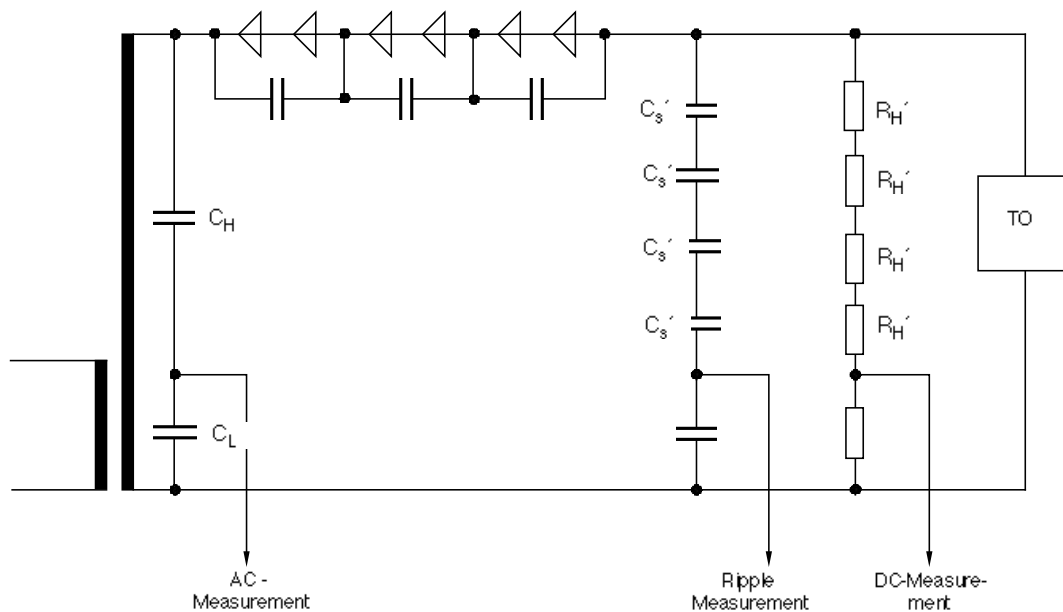 C_s´
R_H´
C_s´
R_H´
C_H
TO
C_s´
R_H´
C_s´
R_H´
C_L
AC -
Measurement
Ripple
Measurement
DC-Measure-
ment